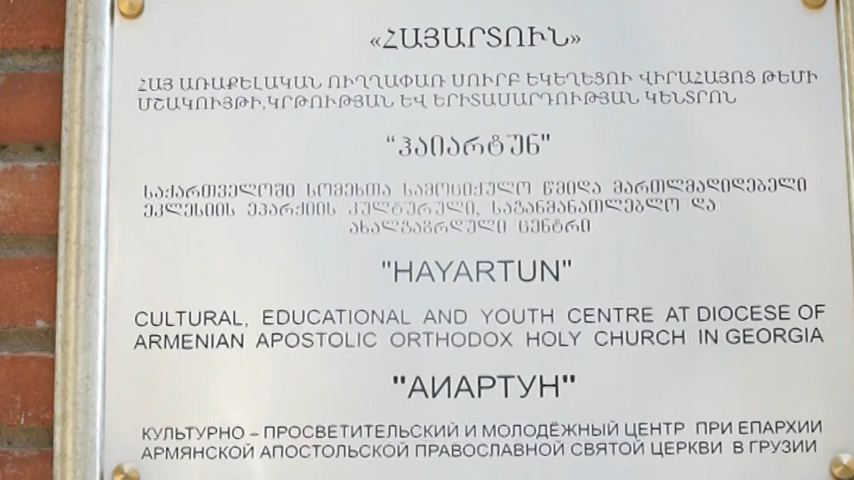 «ՀԱՅԱՐՏՈՒՆ»
ՀԱՅ ԱՌԱՔԵԼԱԿԱՆ ՈՒՂՂԱՓԱՌ ՍՈՒՐԲ ԵԿԵՂԵՑՈՒ ՎԻՐԱՀԱՅՈՑ ԹԵՄԻ
ՄՇԱԿՈՒՅԹԻ,ԿՐԹՈՒԹՅԱՆ ԵՎ ԵՐԻՏԱՍԱՐԴՈՒԹՅԱՆ ԿԵՆՏՐՈՆ
“ჰაიარტუნ"
საქართველოში სომეხთა სამოციქულო წმიდა მართლმადიდებელი
ეკლესიის ეპარქიის კულტურული, საგანმანათლებლო და
ახალგაზრდული ცენტრი
"HAYARTUN"
CULTURAL, EDUCATIONAL AND YOUTH CENTRE AT DIOCESE OF
ARMENIAN APOSTOLIC ORTHODOX HOLY CHURCH IN GEORGIA
"АИАРТУН"
КУЛЬТУРНО – ПРОСВЕТИТЕЛЬСКИЙ И МОЛОДЁЖНЫЙ ЦЕНТР ПРИ ЕПАРХИИ
АРМЯНСКОЙ АПОСТОЛЬСКОЙ ПРАВОСЛАВНОЙ СВЯТОЙ ЦЕРКВИ В ГРУЗИИ